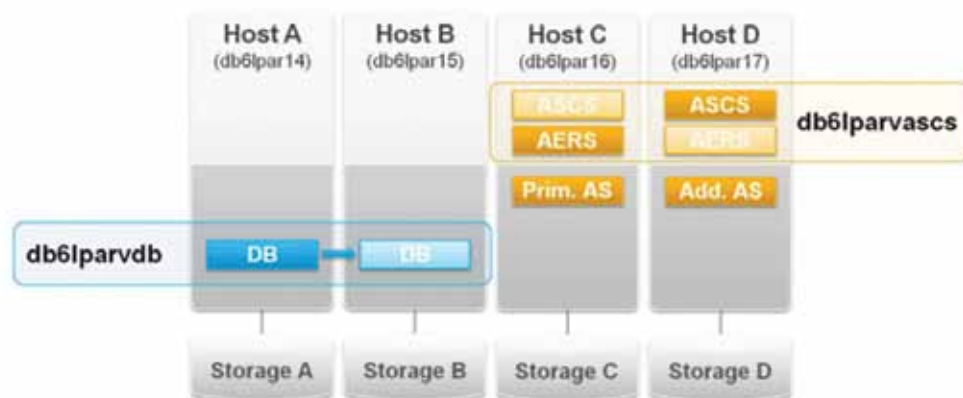 Host A
(db6lpar14)
Host B
(db6lpar15)
Host C
(db6lpar16)
Host D
(db6lpar17)
ASCS
ASCS
db6lparvascs
AERS
AERS
Prim. AS
Add. AS
db6lparvdb
DB
DB
Storage A
Storage B
Storage C
Storage D